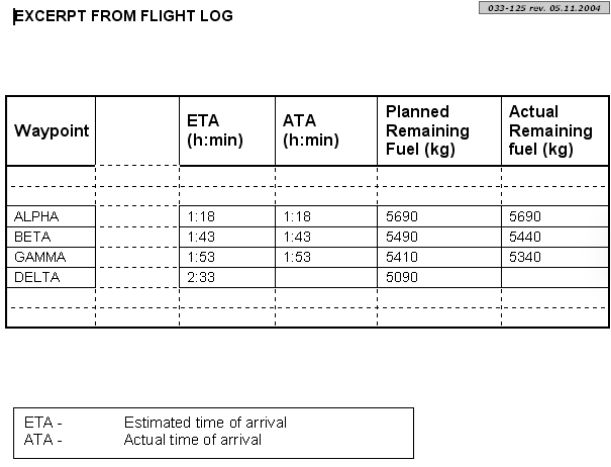 EXCERPT FROM FLIGHT LOG
033-125 rev. 05.11.2004
Waypoint ETA (h:min) ATA (h:min) Planned Remaining Fuel (kg) Actual Remaining fuel (kg)
ALPHA 1:18 1:18 5690 5690
BETA 1:43 1:43 5490 5440
GAMMA 1:53 1:53 5410 5340
DELTA 2:33 5090
ETA - Estimated time of arrival
ATA - Actual time of arrival